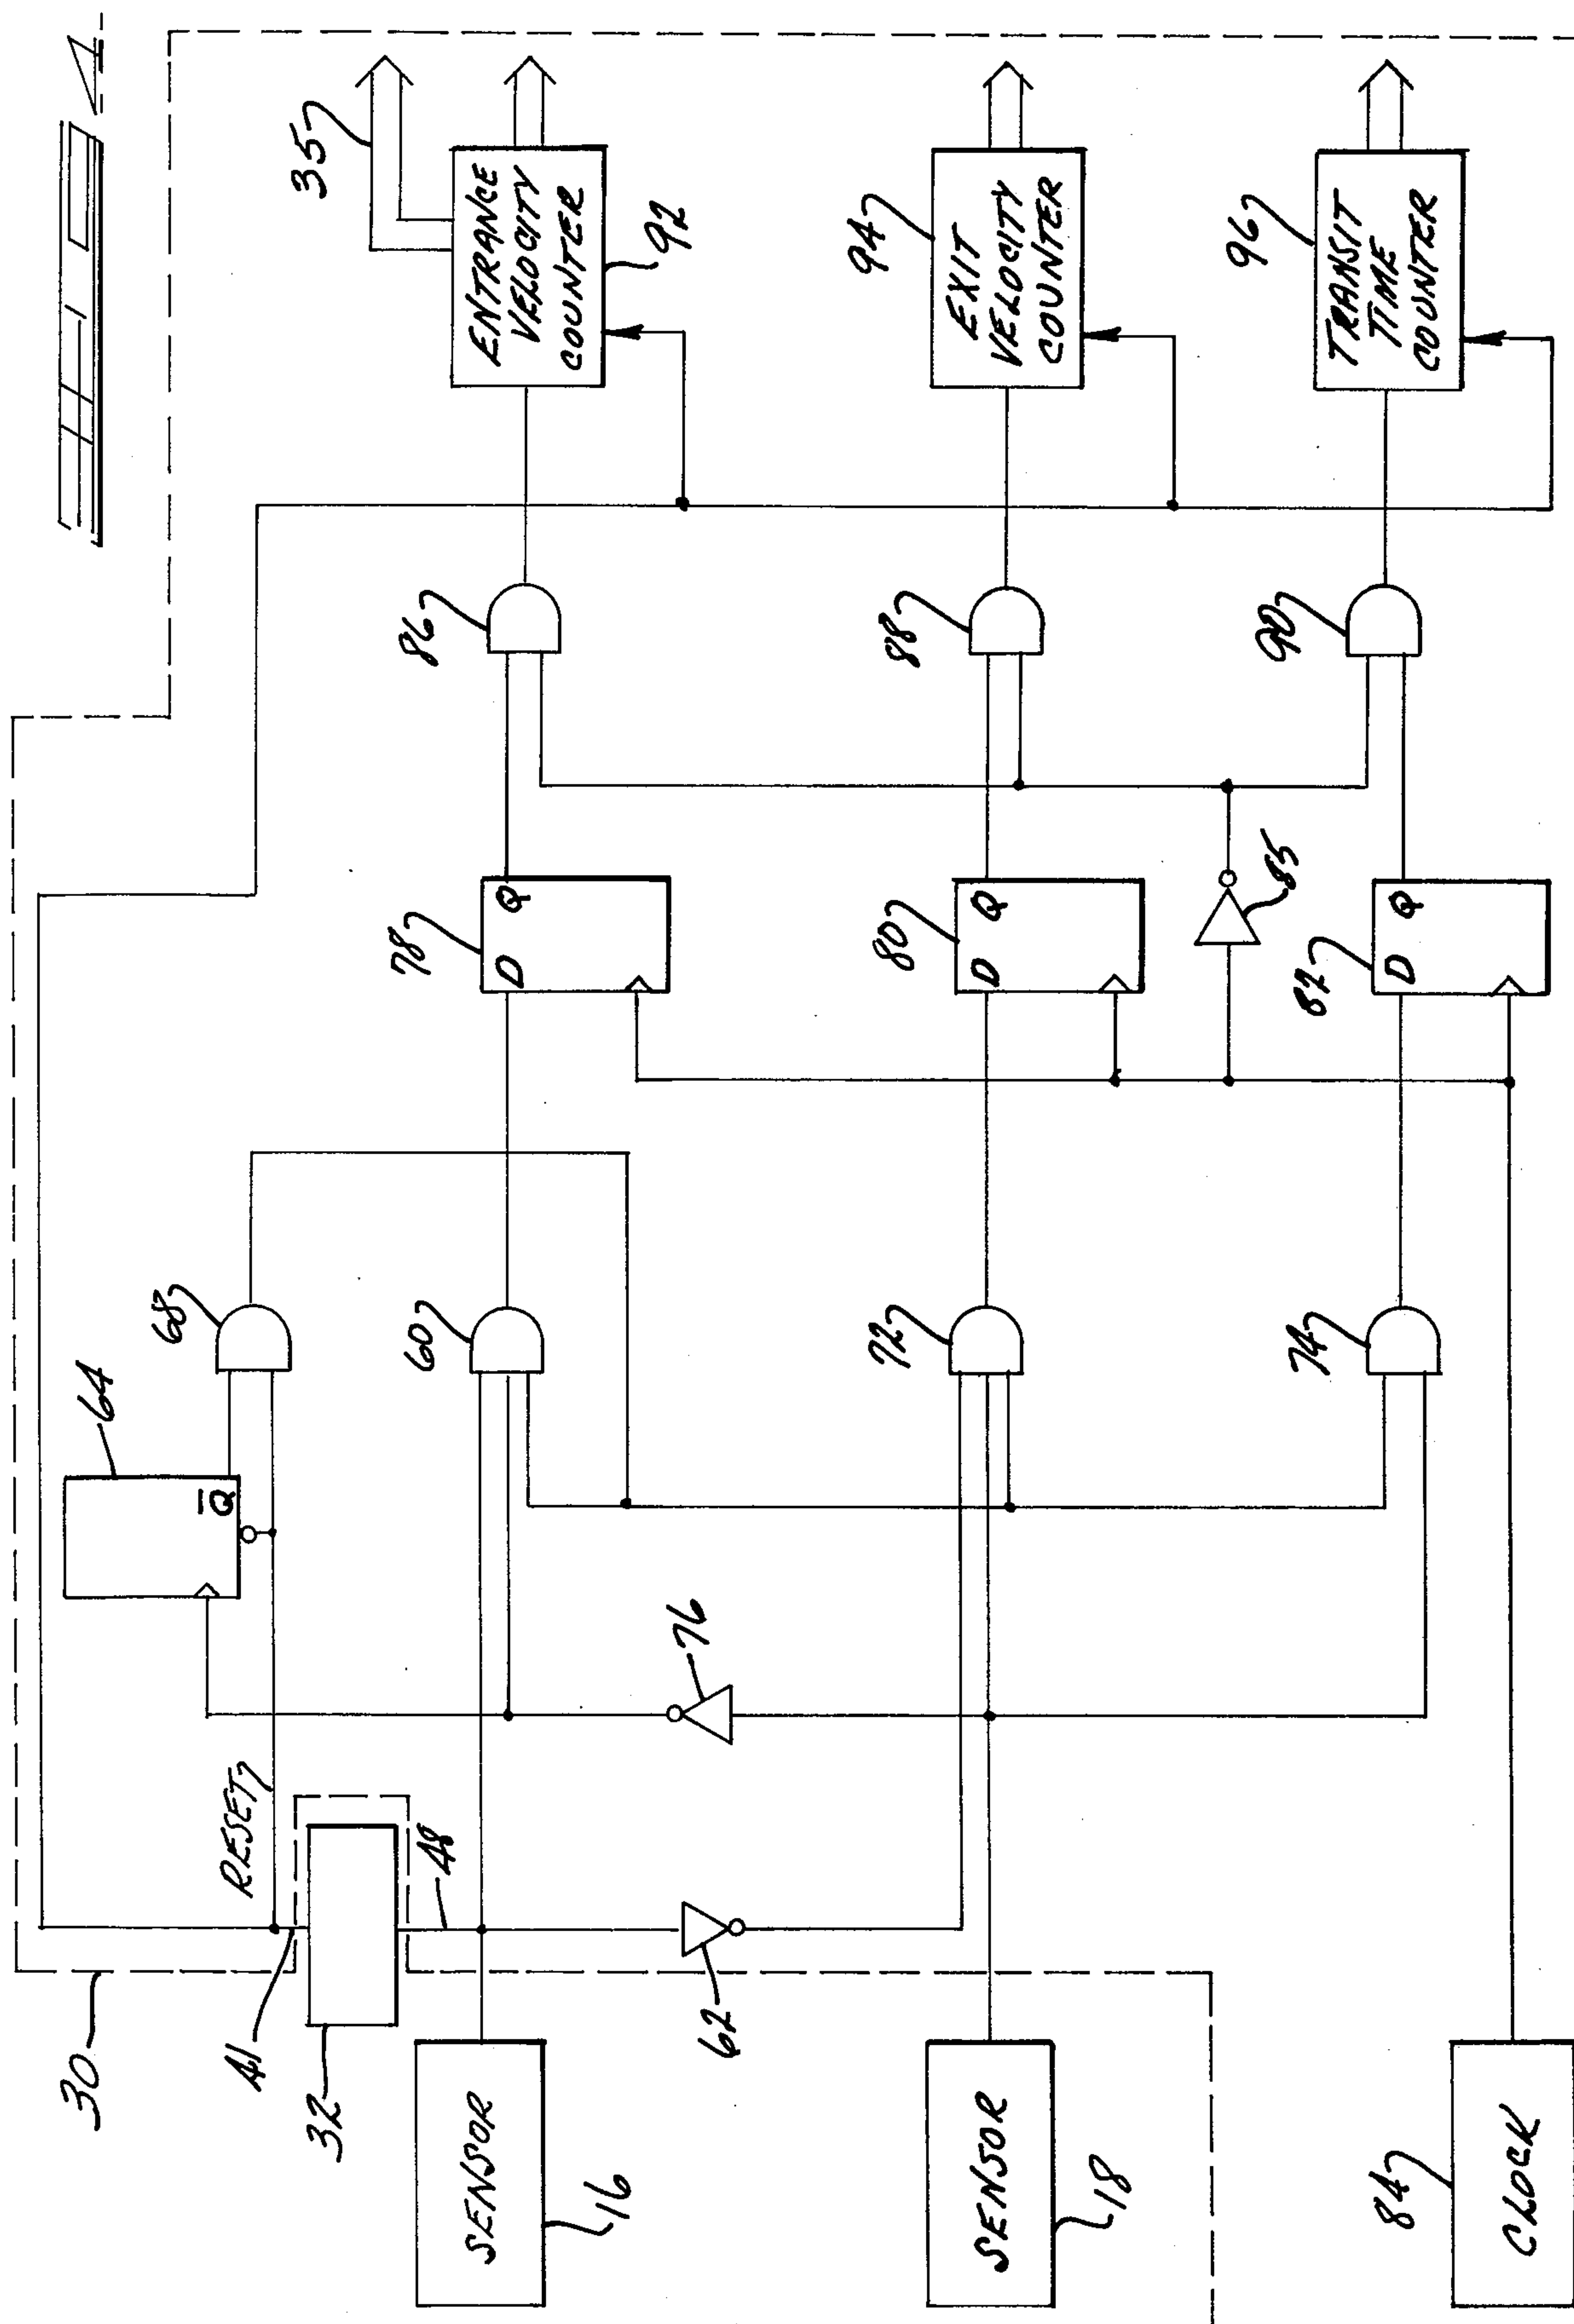 FIG_4
30
64
Q
35
41
RESET
68
32
48
60
78
D Q
86
ENTRANCE
VELOCITY
COUNTER
92
SENSOR
16
62
76
72
80
D Q
88
94
EXIT
VELOCITY
COUNTER
SENSOR
18
85
74
82
D Q
90
96
TRANSIT
TIME
COUNTER
84
CLOCK